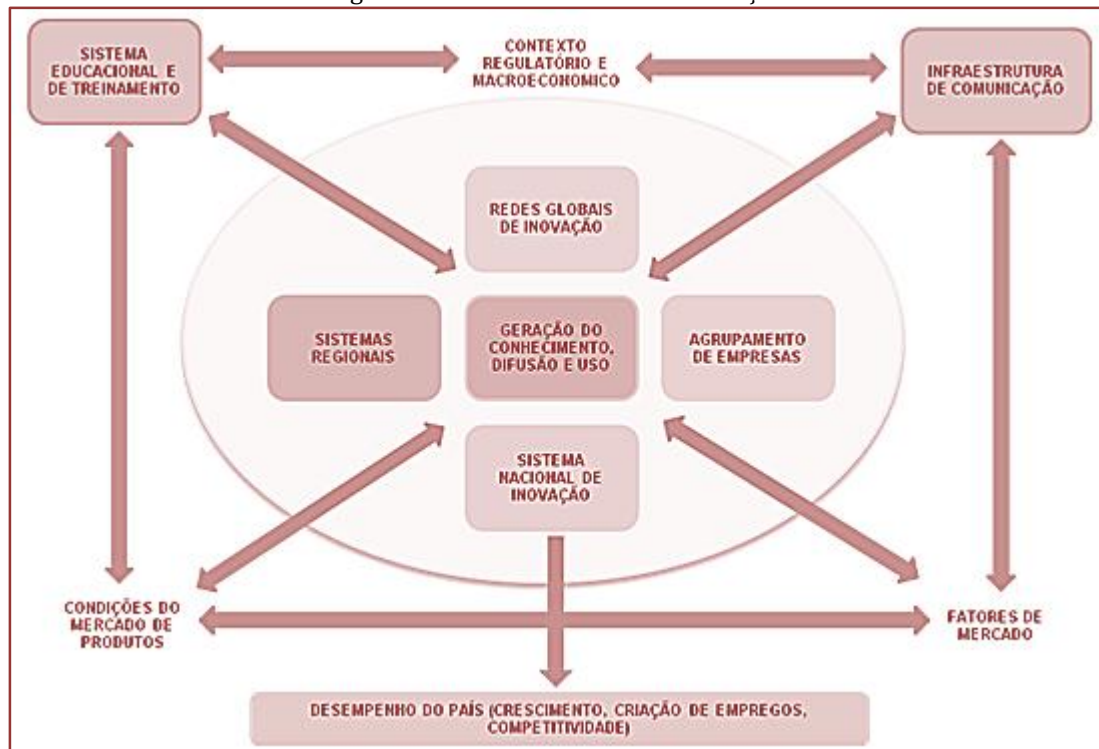 SISTEMA
EDUCACIONAL E
DE TREINAMENTO
CONTEXTO
REGULATÓRIO E
MACROECONOMICO
INFRAESTRUTURA
DE COMUNICAÇÃO
REDES GLOBAIS
DE INOVAÇÃO
SISTEMAS
REGIONAIS
GERAÇÃO DO
CONHECIMENTO,
DIFUSÃO E USO
AGRUPAMENTO
DE EMPRESAS
SISTEMA
NACIONAL DE
INOVAÇÃO
CONDIÇÕES DO
MERCADO DE
PRODUTOS
FATORES DE
MERCADO
DESEMPENHO DO PAÍS (CRESCIMENTO, CRIAÇÃO DE EMPREGOS,
COMPETITIVIDADE)